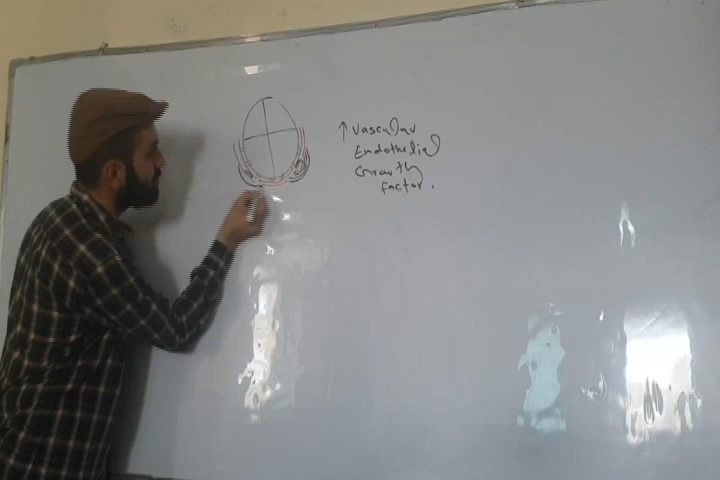 ↑ Vascular
Endothelial
Growth
Factor.